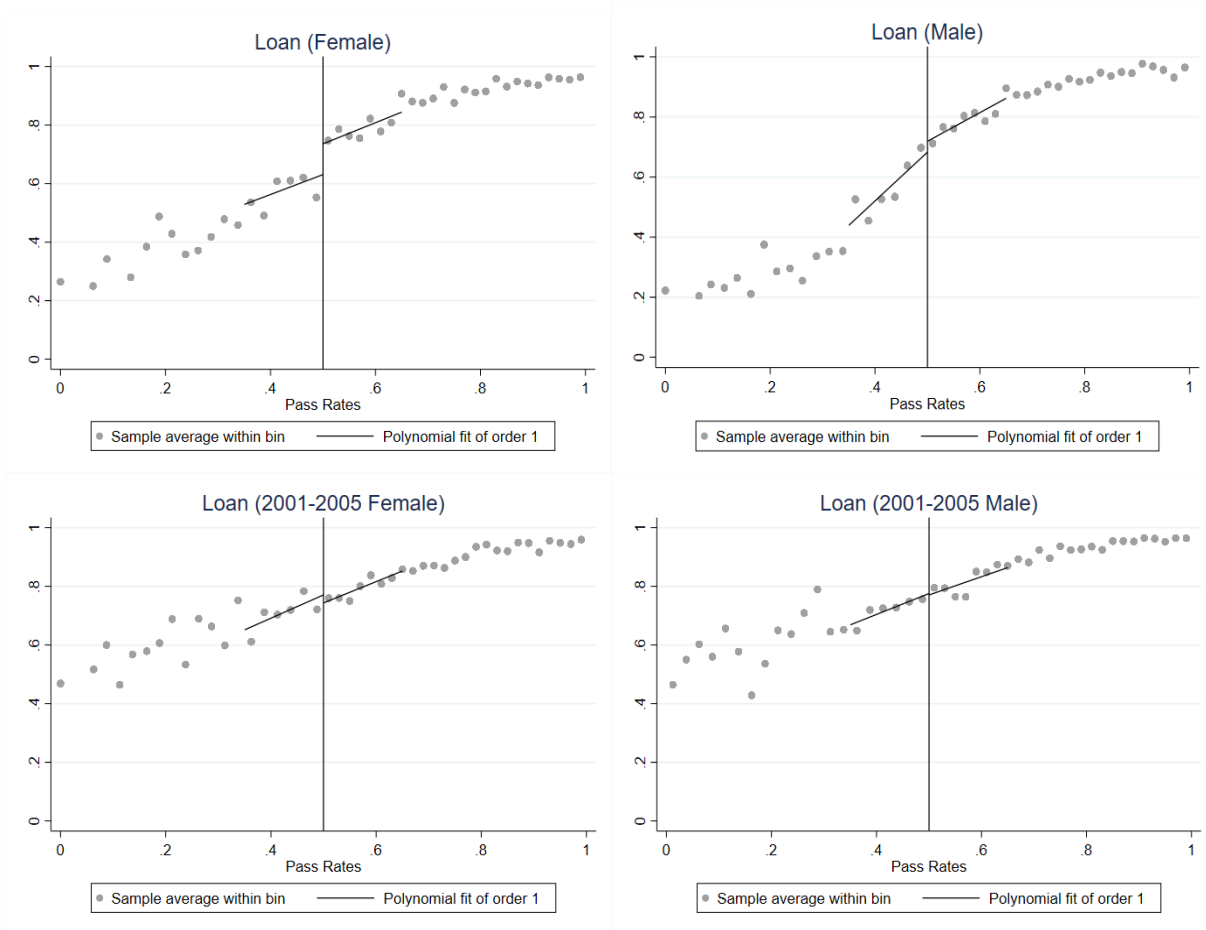 Loan (Female)
1
.8
.6
.4
.2
0
0 .2 .4 .6 .8 1
Pass Rates
Sample average within bin Polynomial fit of order 1
Loan (Male)
1
.8
.6
.4
.2
0
0 .2 .4 .6 .8 1
Pass Rates
Sample average within bin Polynomial fit of order 1
Loan (2001-2005 Female)
1
.8
.6
.4
.2
0
0 .2 .4 .6 .8 1
Pass Rates
Sample average within bin Polynomial fit of order 1
Loan (2001-2005 Male)
1
.8
.6
.4
.2
0
0 .2 .4 .6 .8 1
Pass Rates
Sample average within bin Polynomial fit of order 1